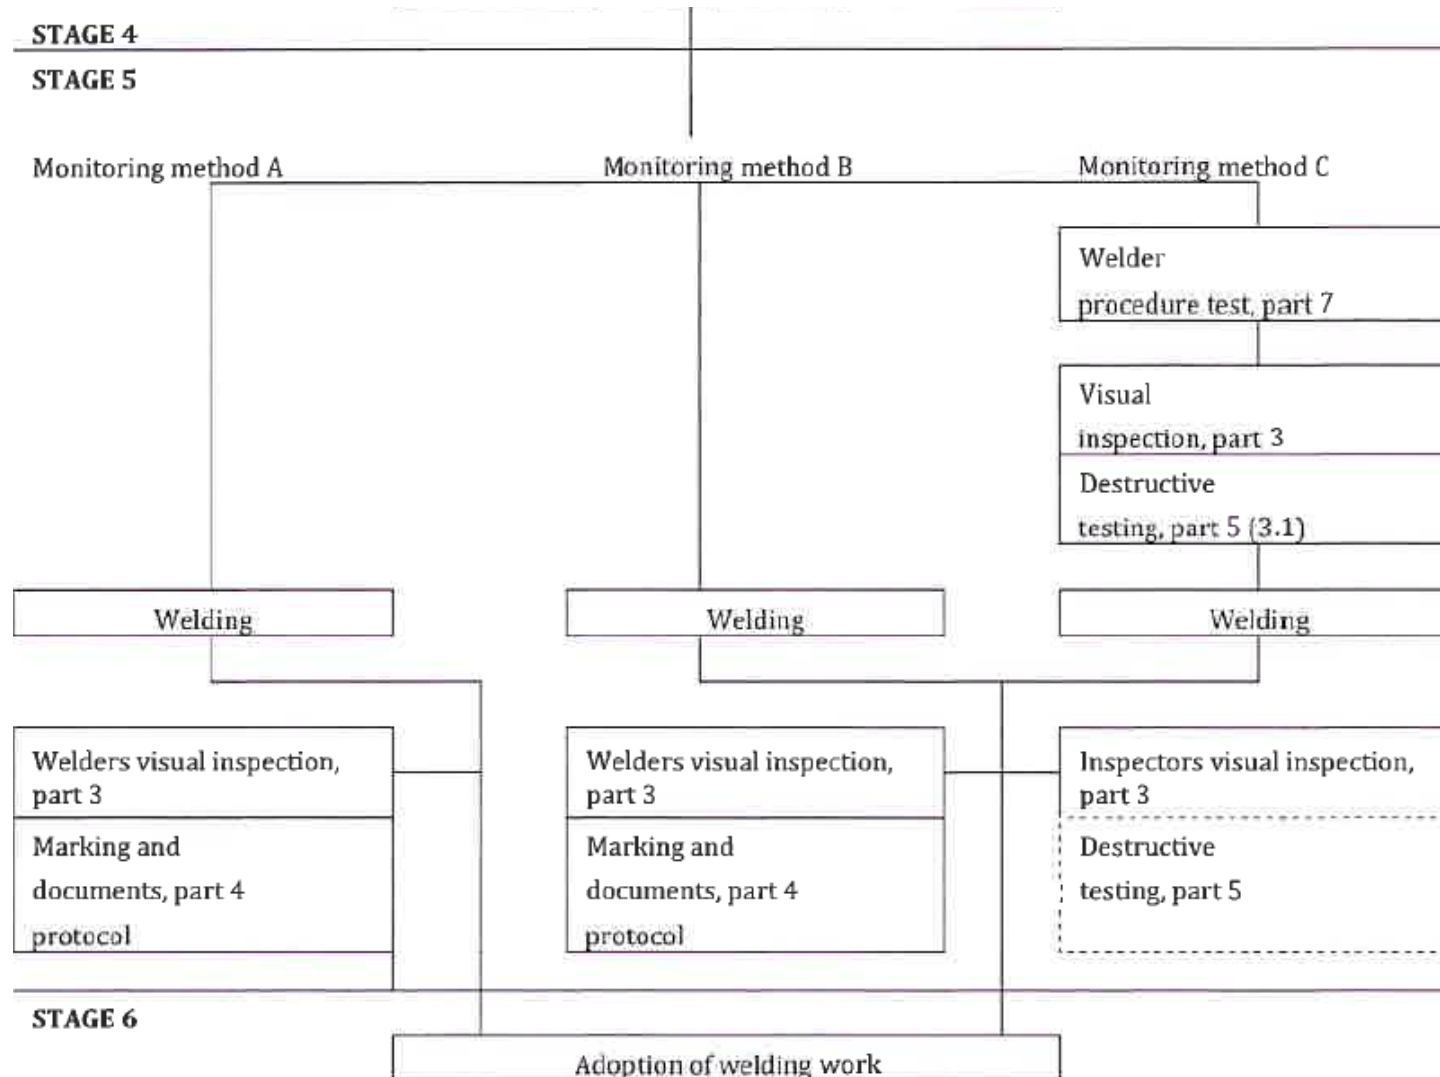 STAGE 4
STAGE 5
Monitoring method A
Monitoring method B
Monitoring method C
Welder
procedure test, part 7
Visual
inspection, part 3
Destructive
testing, part 5 (3.1)
Welding
Welding
Welding
Welders visual inspection,
part 3
Marking and
documents, part 4
protocol
Welders visual inspection,
part 3
Marking and
documents, part 4
protocol
Inspectors visual inspection,
part 3
Destructive
testing, part 5
STAGE 6
Adoption of welding work